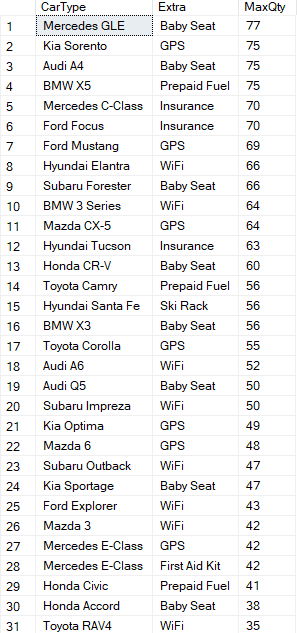 CarType Extra MaxQty
1 Mercedes GLE Baby Seat 77
2 Kia Sorento GPS 75
3 Audi A4 Baby Seat 75
4 BMW X5 Prepaid Fuel 75
5 Mercedes C-Class Insurance 70
6 Ford Focus Insurance 70
7 Ford Mustang GPS 69
8 Hyundai Elantra WiFi 66
9 Subaru Forester Baby Seat 66
10 BMW 3 Series WiFi 64
11 Mazda CX-5 GPS 64
12 Hyundai Tucson Insurance 63
13 Honda CR-V Baby Seat 60
14 Toyota Camry Prepaid Fuel 56
15 Hyundai Santa Fe Ski Rack 56
16 BMW X3 Baby Seat 56
17 Toyota Corolla GPS 55
18 Audi A6 WiFi 52
19 Audi Q5 Baby Seat 50
20 Subaru Impreza WiFi 50
21 Kia Optima GPS 49
22 Mazda 6 GPS 48
23 Subaru Outback WiFi 47
24 Kia Sportage Baby Seat 47
25 Ford Explorer WiFi 43
26 Mazda 3 WiFi 42
27 Mercedes E-Class GPS 42
28 Mercedes E-Class First Aid Kit 42
29 Honda Civic Prepaid Fuel 41
30 Honda Accord Baby Seat 38
31 Toyota RAV4 WiFi 35